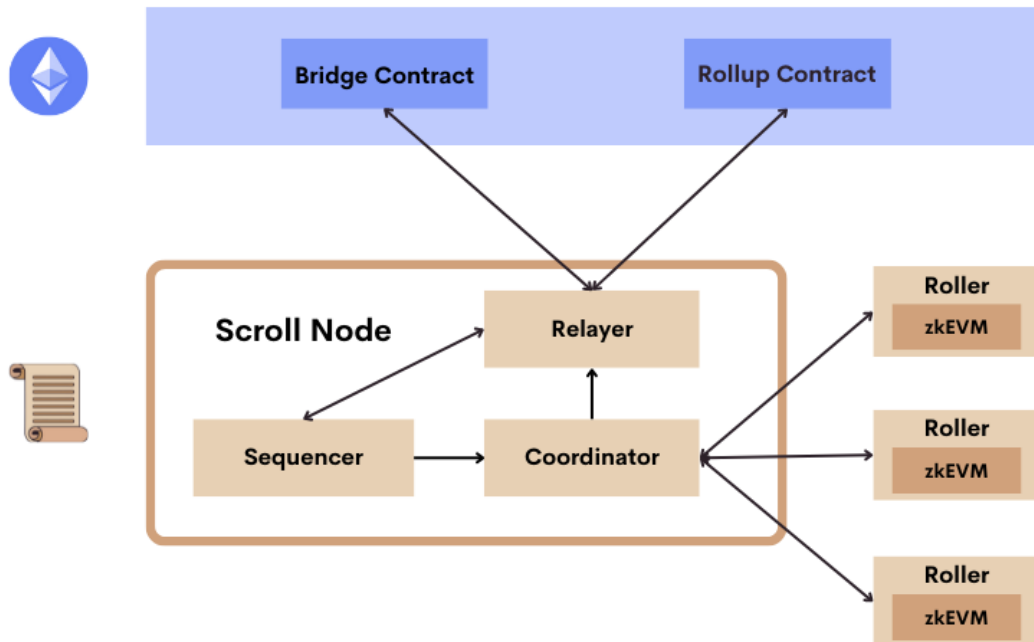 Bridge Contract
Rollup Contract
Scroll Node
Relayer
Sequencer
Coordinator
Roller
zkEVM
Roller
zkEVM
Roller
zkEVM